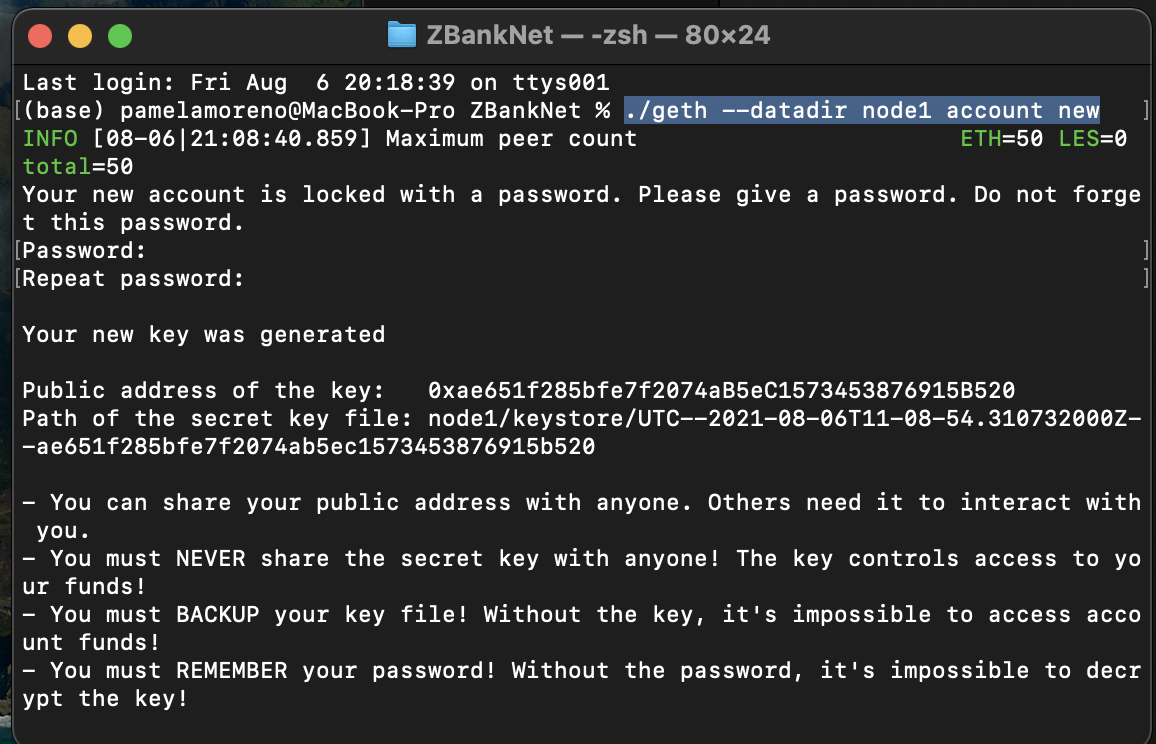 ZBankNet — -zsh — 80×24
Last login: Fri Aug  6 20:18:39 on ttys001
[(base) pamelamoreno@MacBook-Pro ZBankNet % ./geth --datadir node1 account new ]
INFO [08-06|21:08:40.859] Maximum peer count                       ETH=50 LES=0
total=50
Your new account is locked with a password. Please give a password. Do not forge
t this password.
[Password: ]
[Repeat password: ]
Your new key was generated
Public address of the key:   0xae651f285bfe7f2074aB5eC1573453876915B520
Path of the secret key file: node1/keystore/UTC--2021-08-06T11-08-54.310732000Z-
-ae651f285bfe7f2074ab5ec1573453876915b520
- You can share your public address with anyone. Others need it to interact with
 you.
- You must NEVER share the secret key with anyone! The key controls access to yo
ur funds!
- You must BACKUP your key file! Without the key, it's impossible to access acco
unt funds!
- You must REMEMBER your password! Without the password, it's impossible to decr
ypt the key!